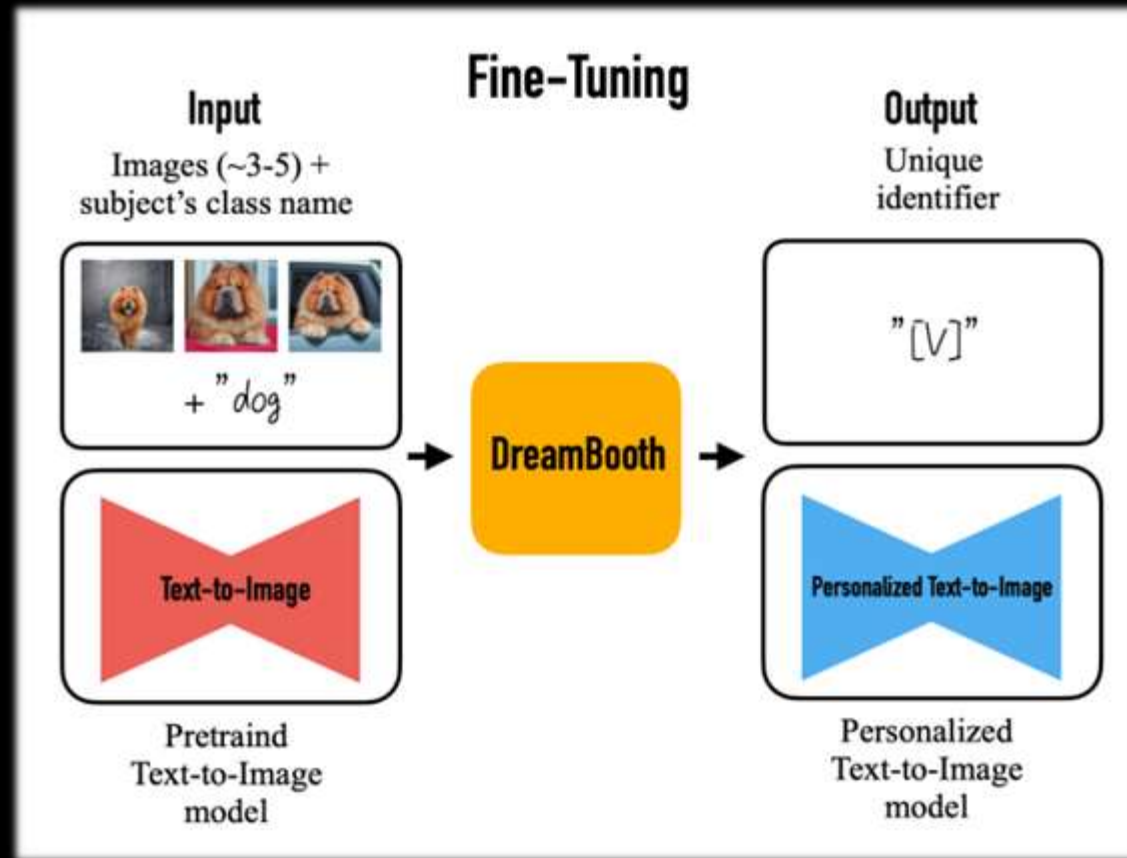 Fine-Tuning
Input
Images (~3-5) +
subject's class name
+ "dog"
Text-to-Image
Pretraind
Text-to-Image
model
DreamBooth
Output
Unique
identifier
"[V]"
Personalized Text-to-Image
Personalized
Text-to-Image
model